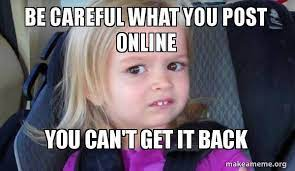 BE CAREFUL WHAT YOU POST
ONLINE
YOU CAN'T GET IT BACK
makeameme.org